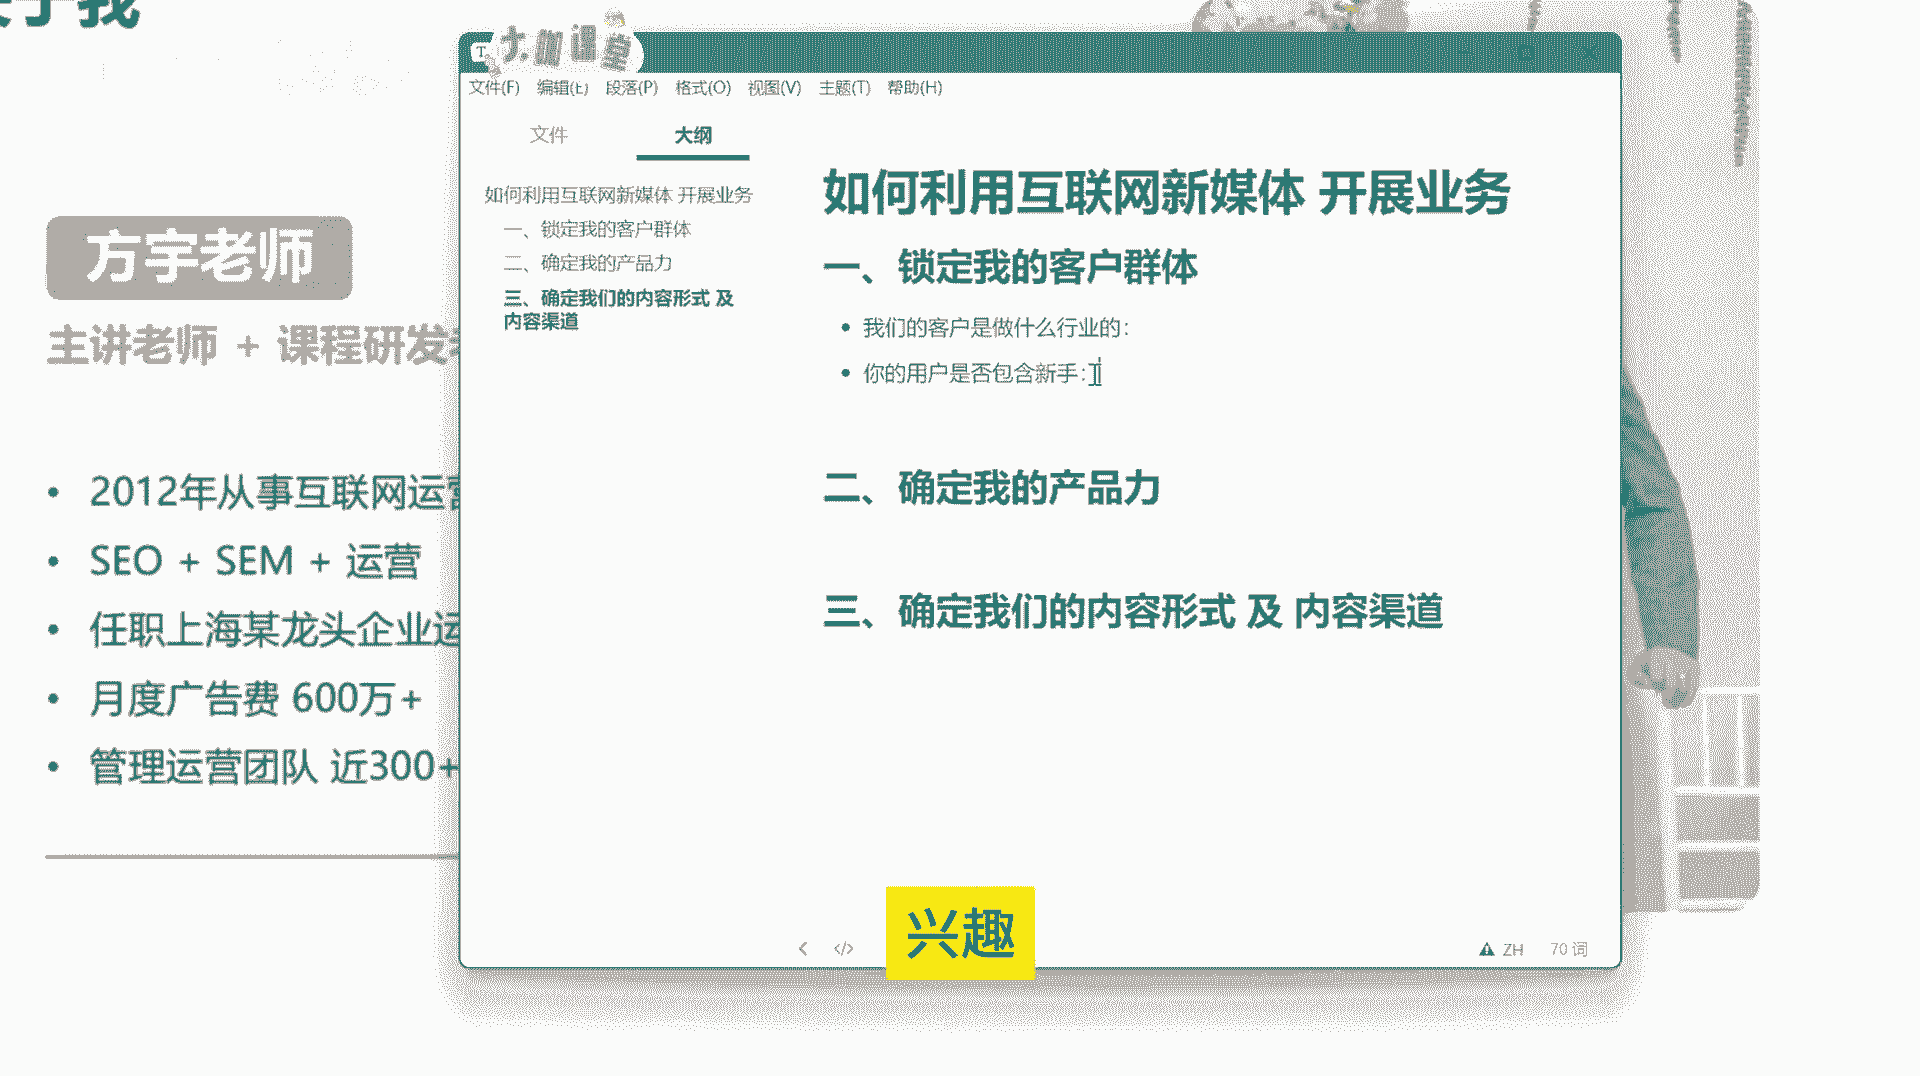 大咖课堂
文件(F) 编辑(E) 段落(P) 格式(O) 视图(V) 主题(T) 帮助(H)
文件 大纲
如何利用互联网新媒体 开展业务
一、锁定我的客户群体
二、确定我的产品力
三、确定我们的内容形式 及
内容渠道
如何利用互联网新媒体 开展业务
一、锁定我的客户群体
• 我们的客户是做什么行业的：
• 你的用户是否包含新手：
二、确定我的产品力
三、确定我们的内容形式 及 内容渠道
方宇老师
主讲老师 + 课程研发
• 2012年从事互联网运营
• SEO + SEM + 运营
• 任职上海某龙头企业运
• 月度广告费 600万+
• 管理运营团队 近300+
兴趣
ZH 70 词